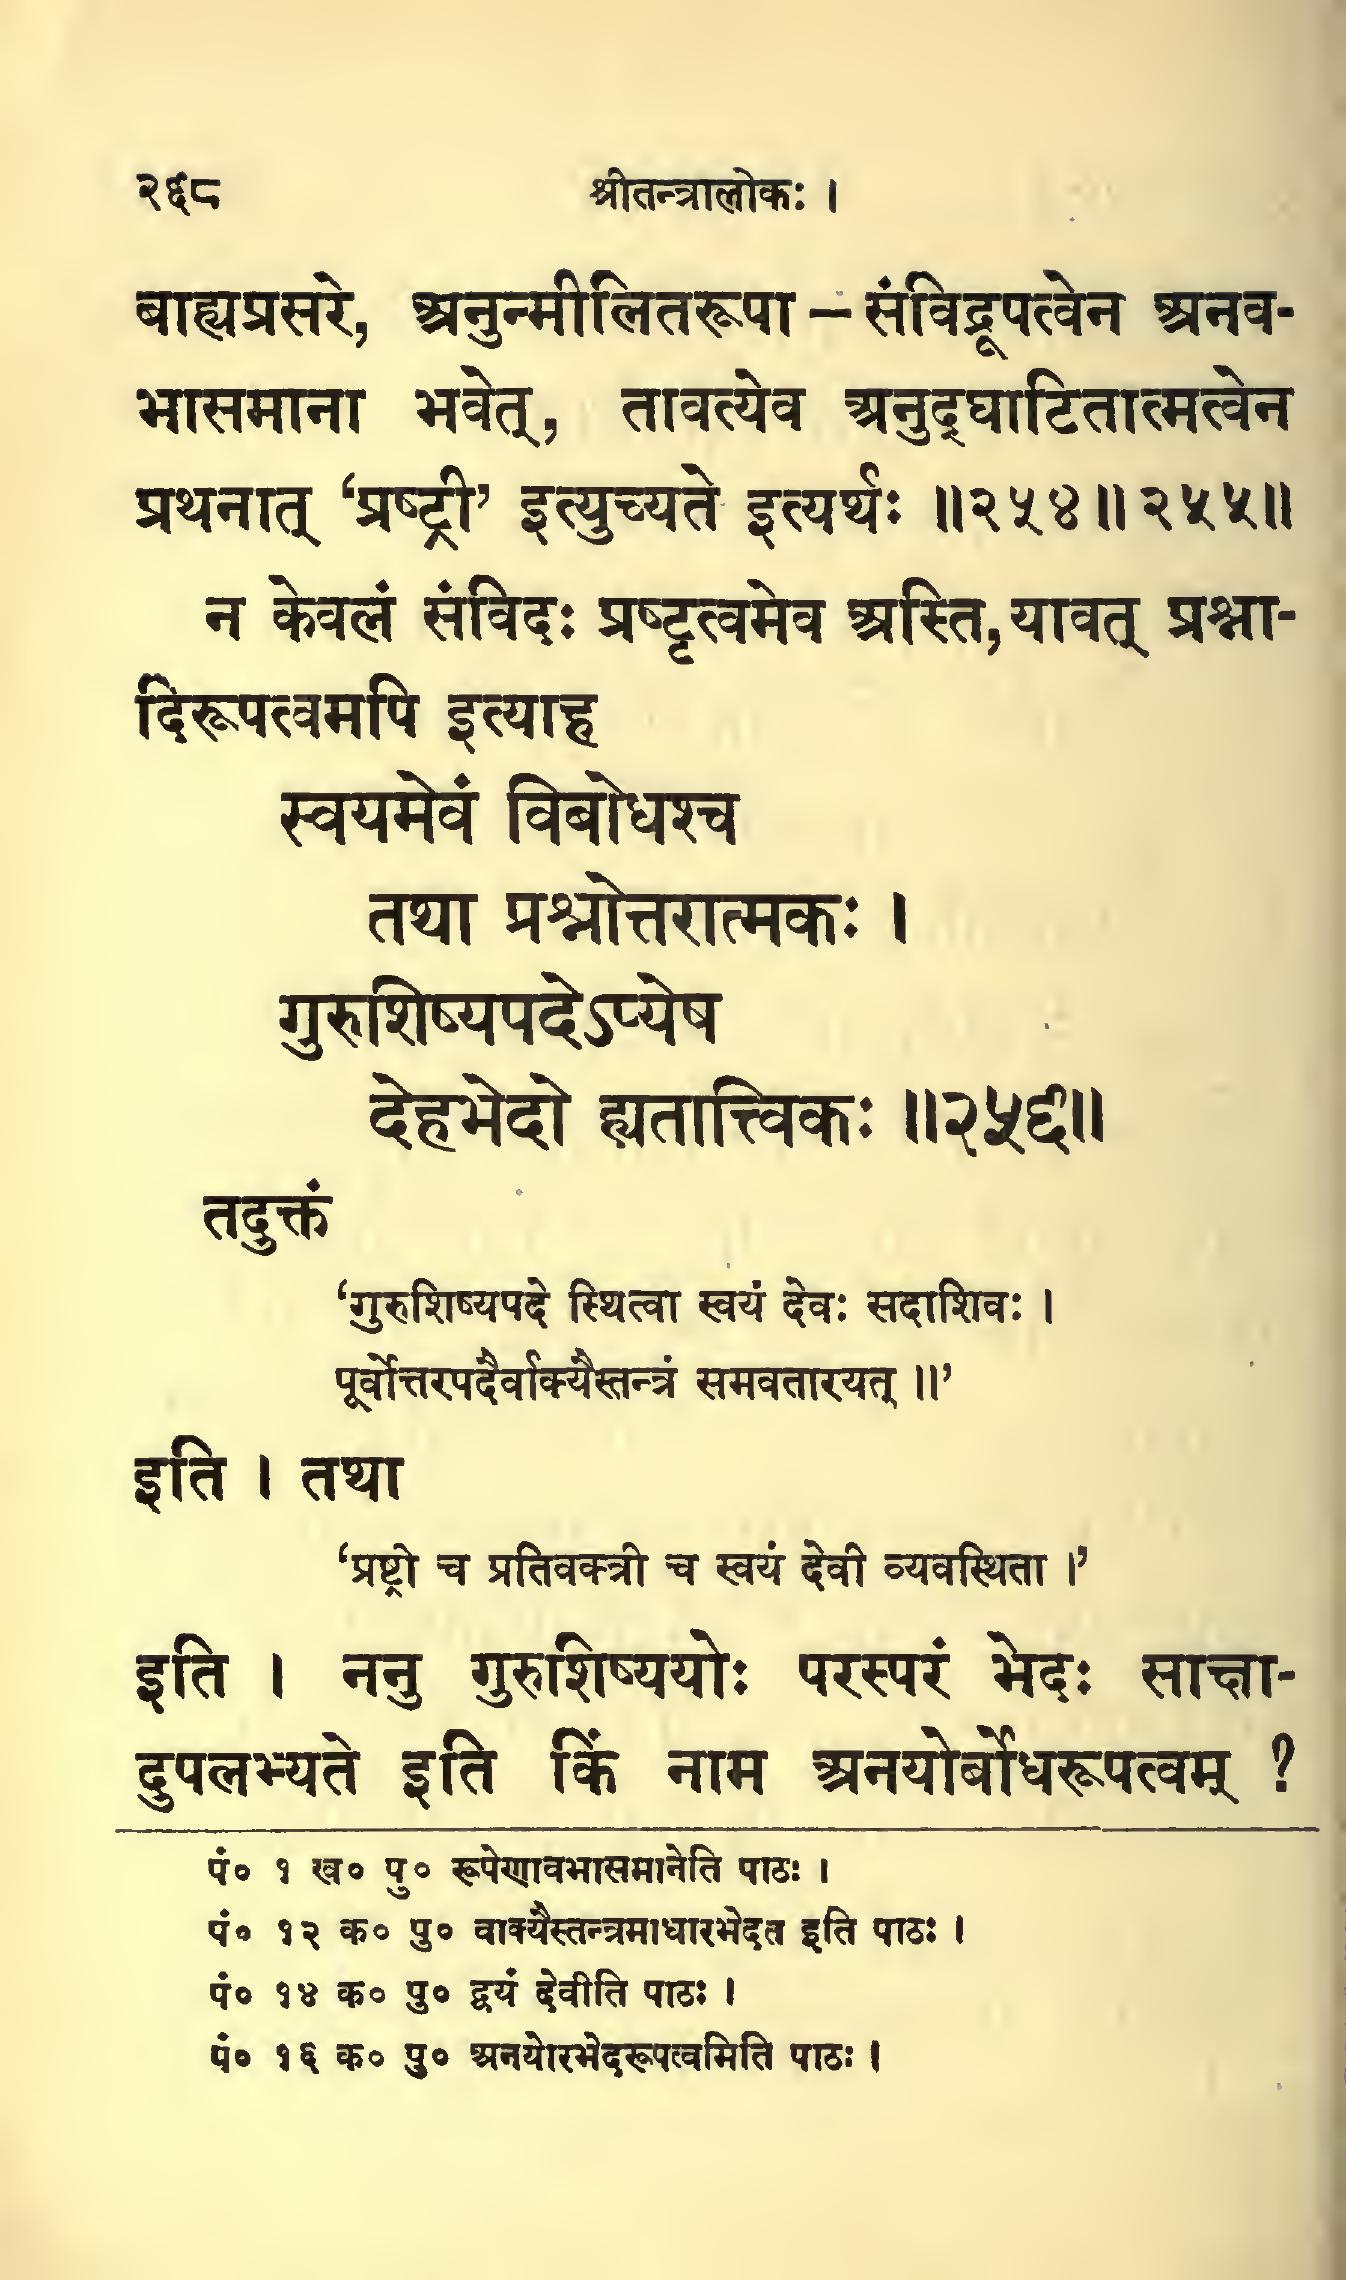 २६८ श्रीतन्त्रालोकः ।
बाह्यप्रसरे, अनुन्मीलितरूपा – संविद्रूपत्वेन अनव-
भासमाना भवेत्, तावत्येव अनुद्घाटितात्मत्वेन
प्रथनात् ‘प्रष्ट्री’ इत्युच्यते इत्यर्थः ॥२५४॥२५५॥
न केवलं संविदः प्रष्टृत्वमेव अस्ति, यावत् प्रश्ना-
दिरूपत्वमपि इत्याह
स्वयमेवं विबोधश्च
तथा प्रश्नोत्तरात्मकः ।
गुरुशिष्यपदेऽप्येष
देहभेदो ह्यतात्त्विकः ॥२५६॥
तदुक्तं
‘गुरुशिष्यपदे स्थित्वा स्वयं देवः सदाशिवः ।
पूर्वोत्तरपदैर्वाक्यैस्तन्त्रं समवतारयत् ॥’
इति । तथा
‘प्रष्ट्री च प्रतिवक्त्री च स्वयं देवी व्यवस्थिता ।’
इति । ननु गुरुशिष्ययोः परस्परं भेदः साक्षा-
दुपलभ्यते इति किं नाम अनयोर्बोधरूपत्वम् ?
पं० १ ख० पु० रूपेणावभासमानेति पाठः ।
पं० १२ क० पु० वाक्यैस्तन्त्रमाधारभेदत इति पाठः ।
पं० १४ क० पु० द्वयं देवीति पाठः ।
पं० १६ क० पु० अनयोरभेदरूपत्वमिति पाठः ।